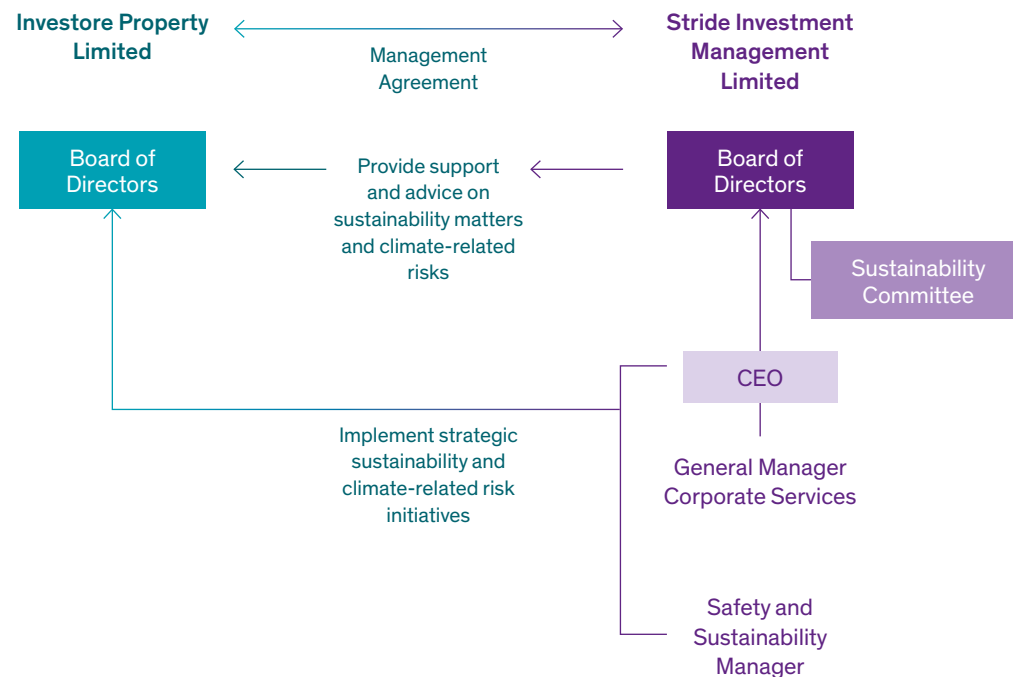 Investore Property
Limited
Management
Agreement
Stride Investment
Management
Limited
Board of
Directors
Provide support
and advice on
sustainability matters
and climate-related
risks
Board of
Directors
Sustainability
Committee
CEO
Implement strategic
sustainability and
climate-related risk
initiatives
General Manager
Corporate Services
Safety and
Sustainability
Manager